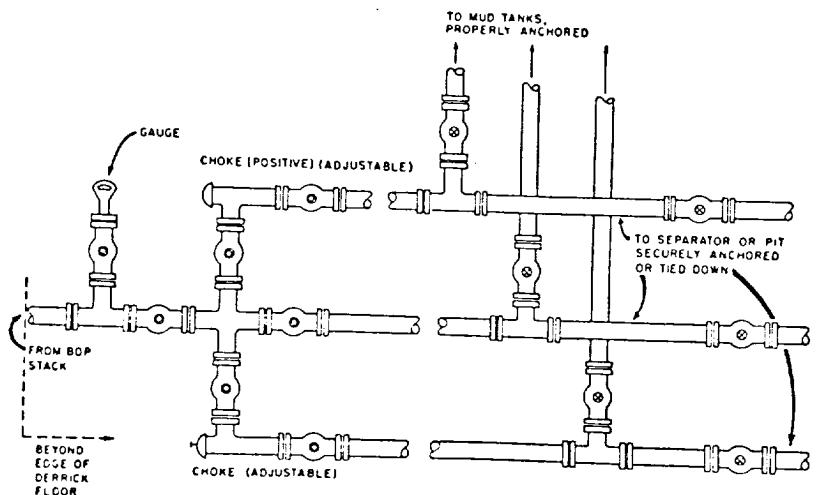 TO MUD TANKS,
PROPERLY ANCHORED
GAUGE
CHOKE (POSITIVE) (ADJUSTABLE)
TO SEPARATOR OR PIT
SECURELY ANCHORED
OR TIED DOWN
FROM BOP
STACK
BEYOND
EDGE OF
DERRICK
FLOOR
CHOKE (ADJUSTABLE)